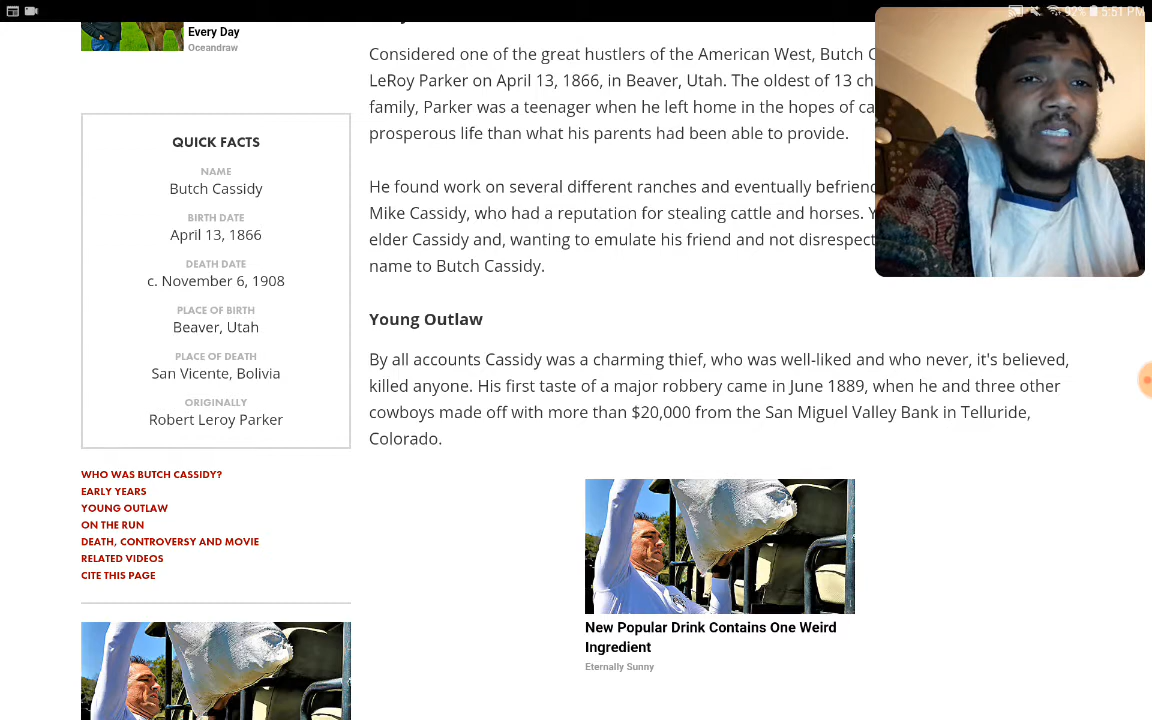 92% 5:51 PM
Every Day
Oceandraw
Considered one of the great hustlers of the American West, Butch
LeRoy Parker on April 13, 1866, in Beaver, Utah. The oldest of 13
family, Parker was a teenager when he left home in the hopes of
prosperous life than what his parents had been able to provide.
He found work on several different ranches and eventually
Mike Cassidy, who had a reputation for stealing cattle and horses.
elder Cassidy and, wanting to emulate his friend and not
name to Butch Cassidy.
QUICK FACTS
NAME
Butch Cassidy
BIRTH DATE
April 13, 1866
DEATH DATE
c. November 6, 1908
PLACE OF BIRTH
Beaver, Utah
PLACE OF DEATH
San Vicente, Bolivia
ORIGINALLY
Robert Leroy Parker
Young Outlaw
By all accounts Cassidy was a charming thief, who was well-liked and who never, it's believed,
killed anyone. His first taste of a major robbery came in June 1889, when he and three other
cowboys made off with more than $20,000 from the San Miguel Valley Bank in Telluride,
Colorado.
WHO WAS BUTCH CASSIDY?
EARLY YEARS
YOUNG OUTLAW
ON THE RUN
DEATH, CONTROVERSY AND MOVIE
RELATED VIDEOS
CITE THIS PAGE
New Popular Drink Contains One Weird
Ingredient
Eternally Sunny